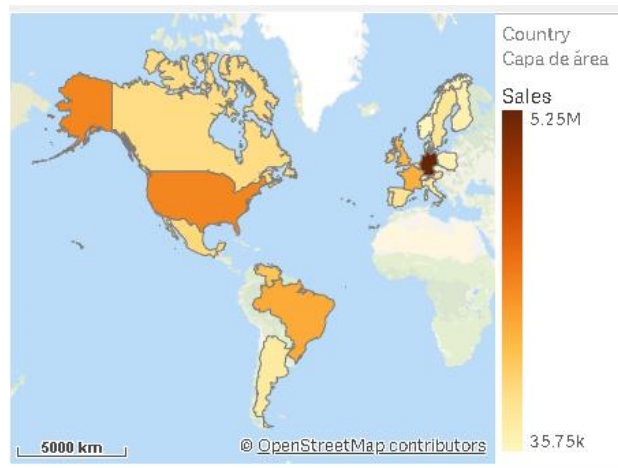 Country
Capa de área
Sales
5.25M
35.75k
5000 km
© OpenStreetMap contributors